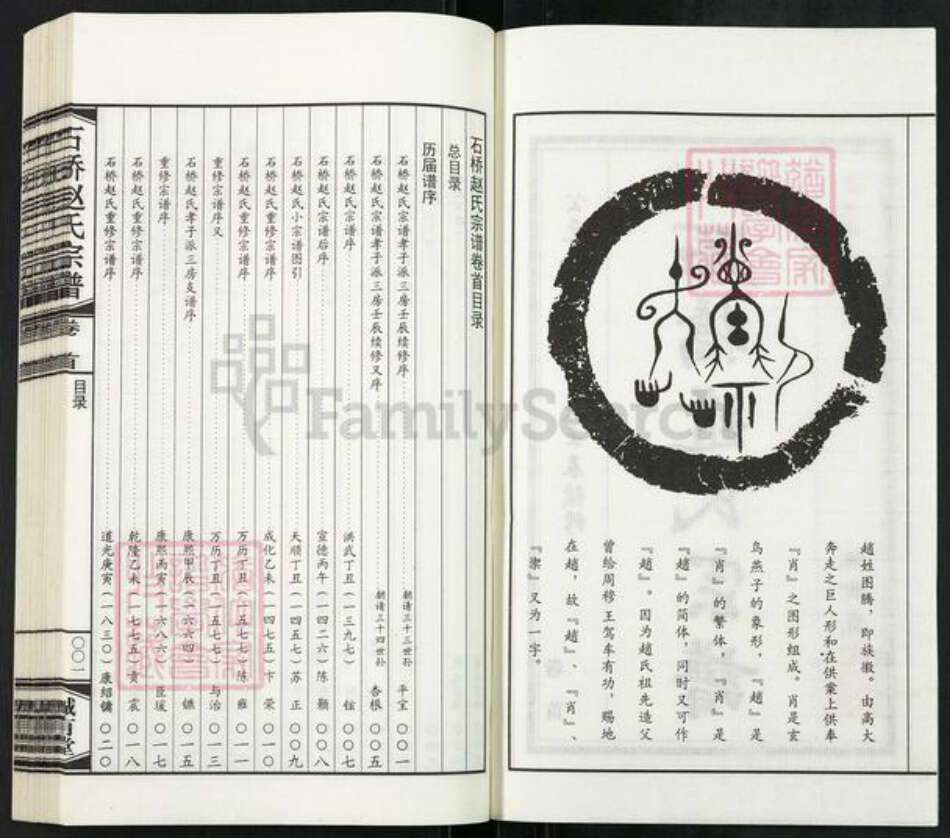 赵姓图腾，即族徽。由高大
奔走之巨人形和在供案上供奉
『肖』之图形组成。肖是玄
鸟燕子的象形，『趙』是
『肖』的繁体，『肖』是
『趙』的简体，同时又可作
『趙』。因为趙氏祖先造父
曾给周穆王驾车有功，赐地
在趙，故『趙』、『肖』、
』又为一字。
石桥赵氏宗谱卷首目录
总目录
历届谱序
石桥赵氏宗谱孝子派三房壬辰续修序 朝请三十三世孙 平宝 〇〇一
石桥赵氏宗谱孝子派三房壬辰续修又序 朝请三十四世孙 杏根 〇〇五
石桥赵氏宗谱序 洪武丁丑（一三九七） 铉 〇〇七
石桥赵氏宗谱后序 宣德丙午（一四二六）陈 颢 〇〇八
石桥赵氏小宗谱图引 天顺丁丑（一四五七）苏 正 〇〇九
石桥赵氏重修宗谱序 成化乙未（一四七五）卞 荣 〇一〇
石桥赵氏重修宗谱序 万历丁丑（一五七七）陈 雍 〇一一
重修宗谱序又 万历丁丑（一五七七） 与治 〇一三
石桥赵氏孝子派三房支谱序 康熙甲辰（一六六四） 镳 〇一五
重修宗谱序 康熙丙寅（一六八六） 臣瑗 〇一七
石桥赵氏重修宗谱序 乾隆乙未（一七七五）袁 〇一八
石桥赵氏重修宗谱序 道光庚寅（一八三〇）康绍镛 〇二〇
石桥赵氏宗谱
卷首
目录
〇〇一
FamilySearch